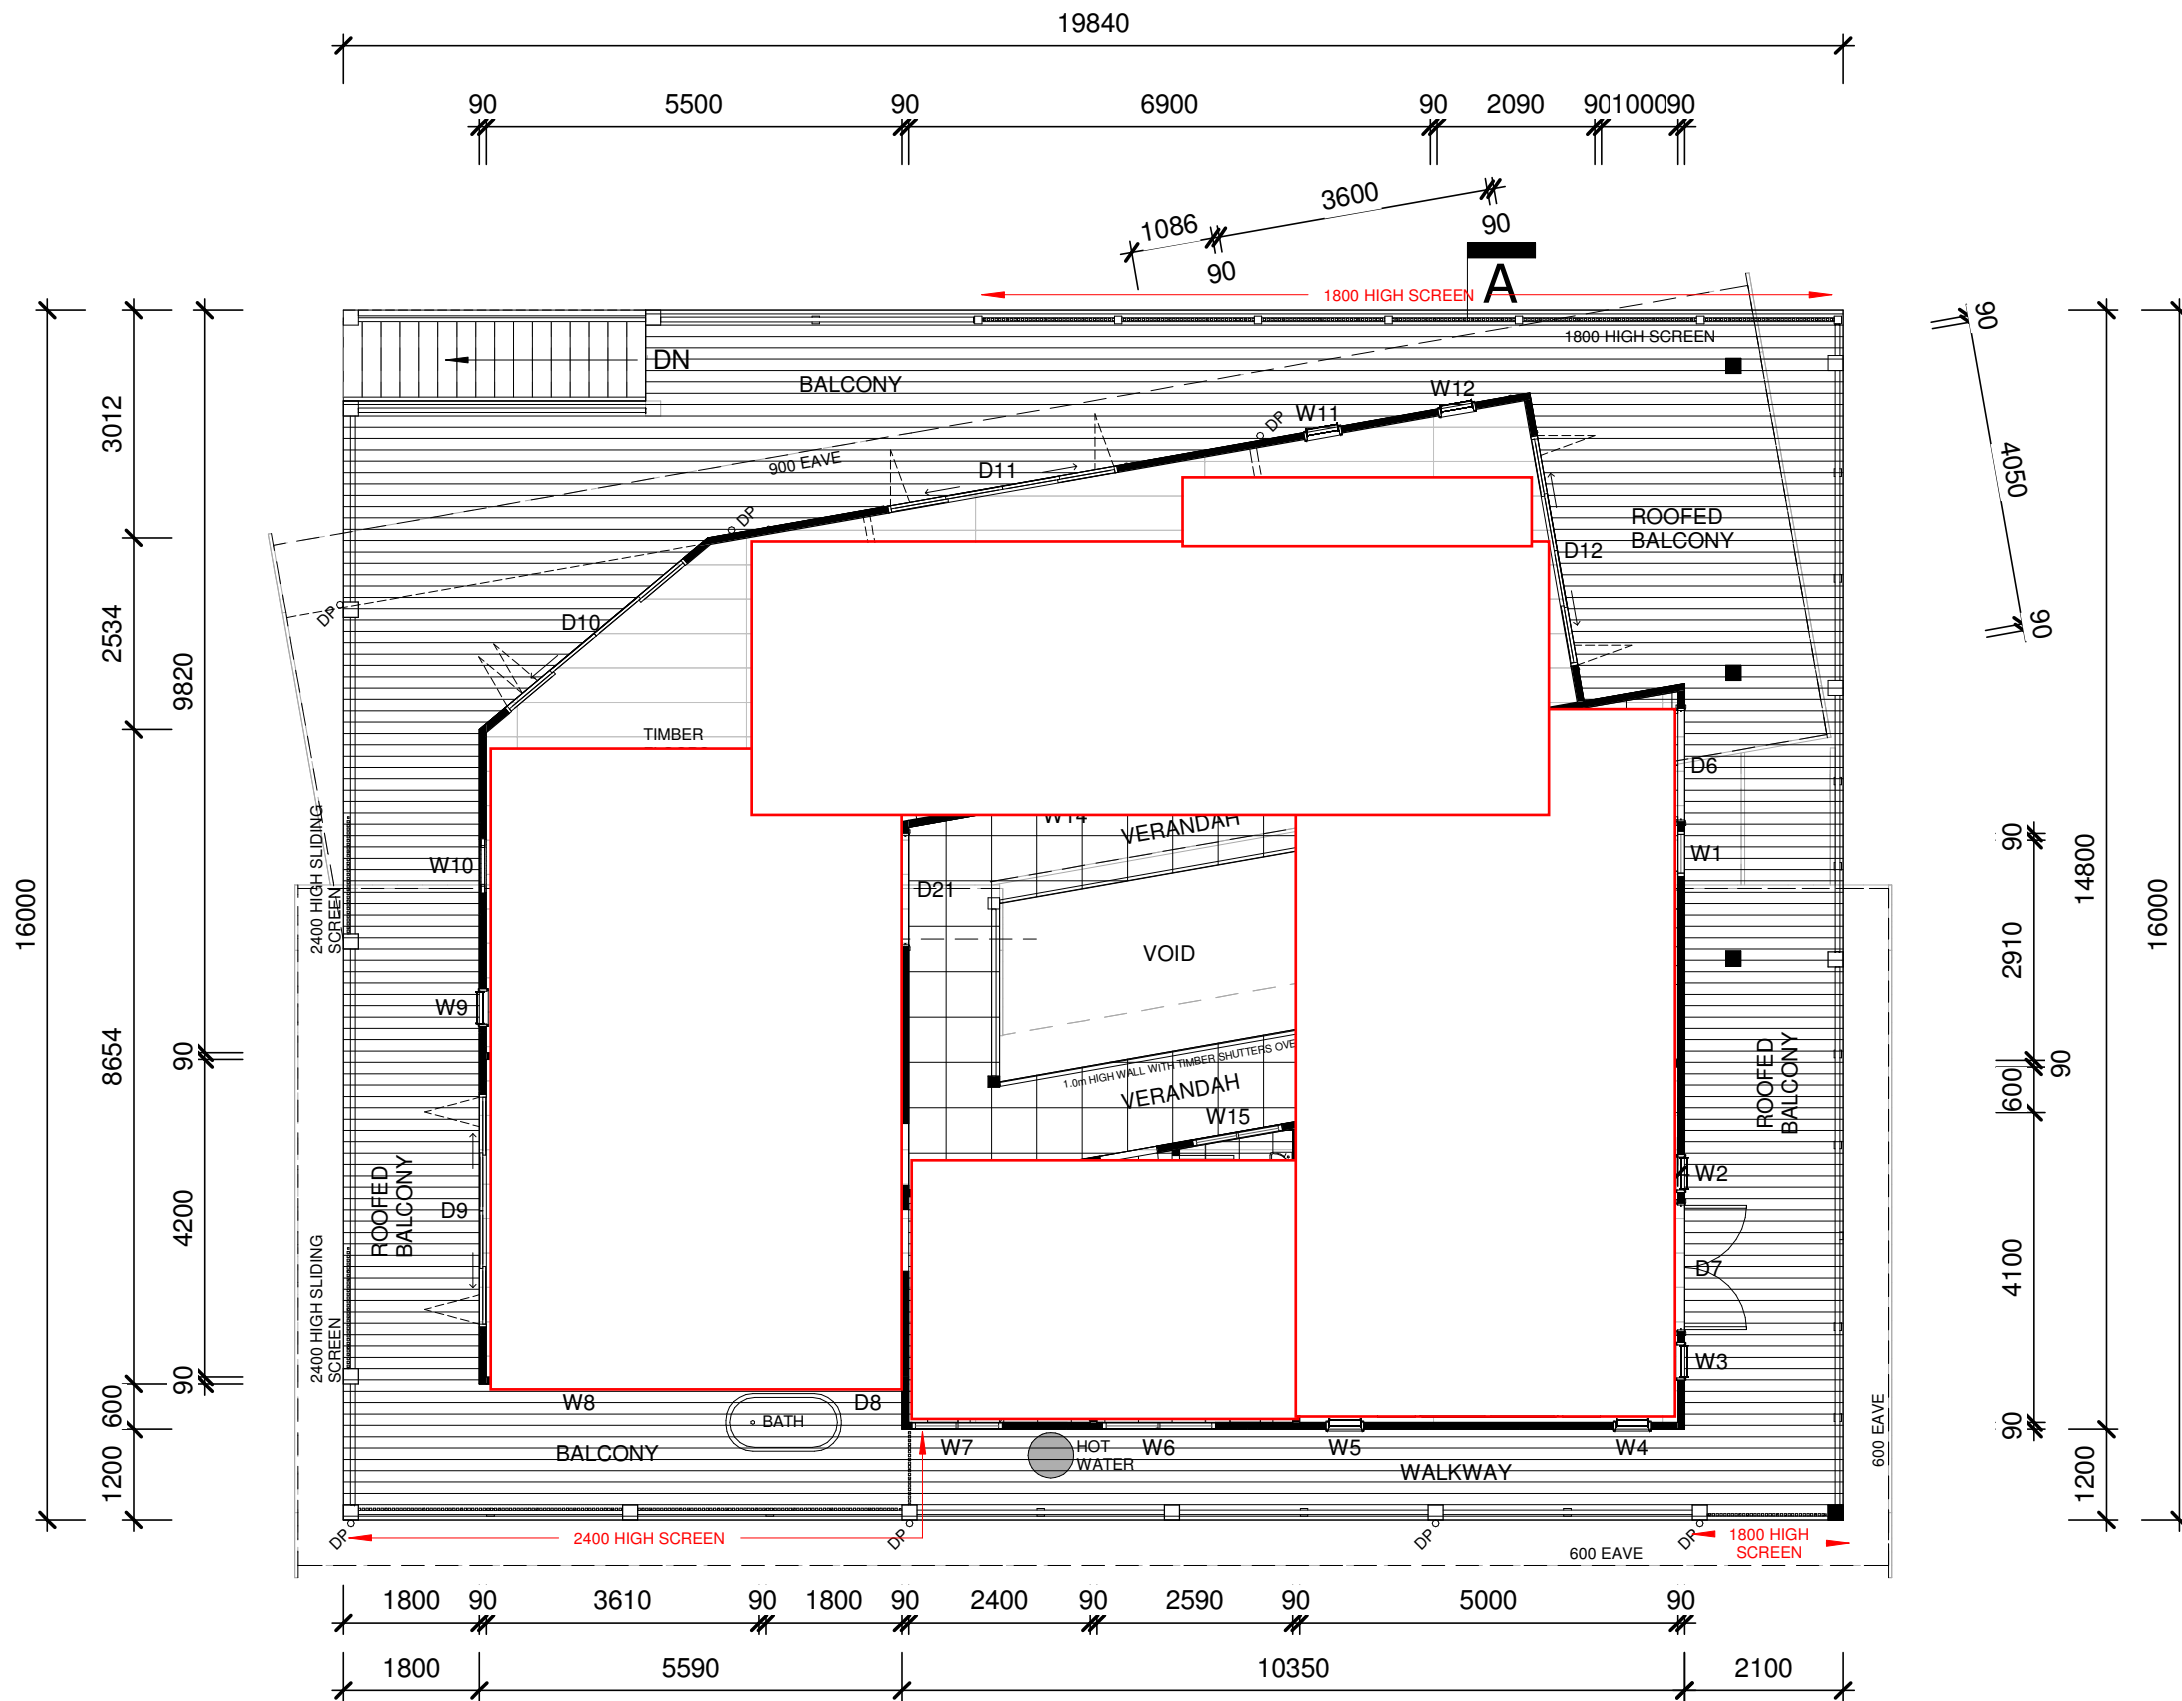 19840
90 5500 90 6900 90 2090 90 1000 90
1086 90 3600 90
A
1800 HIGH SCREEN
1800 HIGH SCREEN
DN
BALCONY
W12
W11
DP
D11
900 EAVE
DP
ROOFED
BALCONY
D12
D10
DP
TIMBER
D6
VERANDAH
W10
D21
W1
2400 HIGH SLIDING
SCREEN
VOID
W9
1.0m HIGH WALL WITH TIMBER SHUTTERS OVE
VERANDAH
W15
ROOFED
BALCONY
W2
ROOFED
BALCONY
D9
D7
2400 HIGH SLIDING
SCREEN
W3
W8
BATH
D8
BALCONY
W7
HOT
WATER
W6
W5
W4
WALKWAY
600 EAVE
DP
2400 HIGH SCREEN
DP
DP
DP
1800 HIGH
SCREEN
600 EAVE
16000
3012
2534
8654
600
1200
9820
90
4200
90
90
4050
90
90
2910
90
600
4100
90
14800
1200
16000
1800 90 3610 90 1800 90 2400 90 2590 90 5000 90
1800 5590 10350 2100